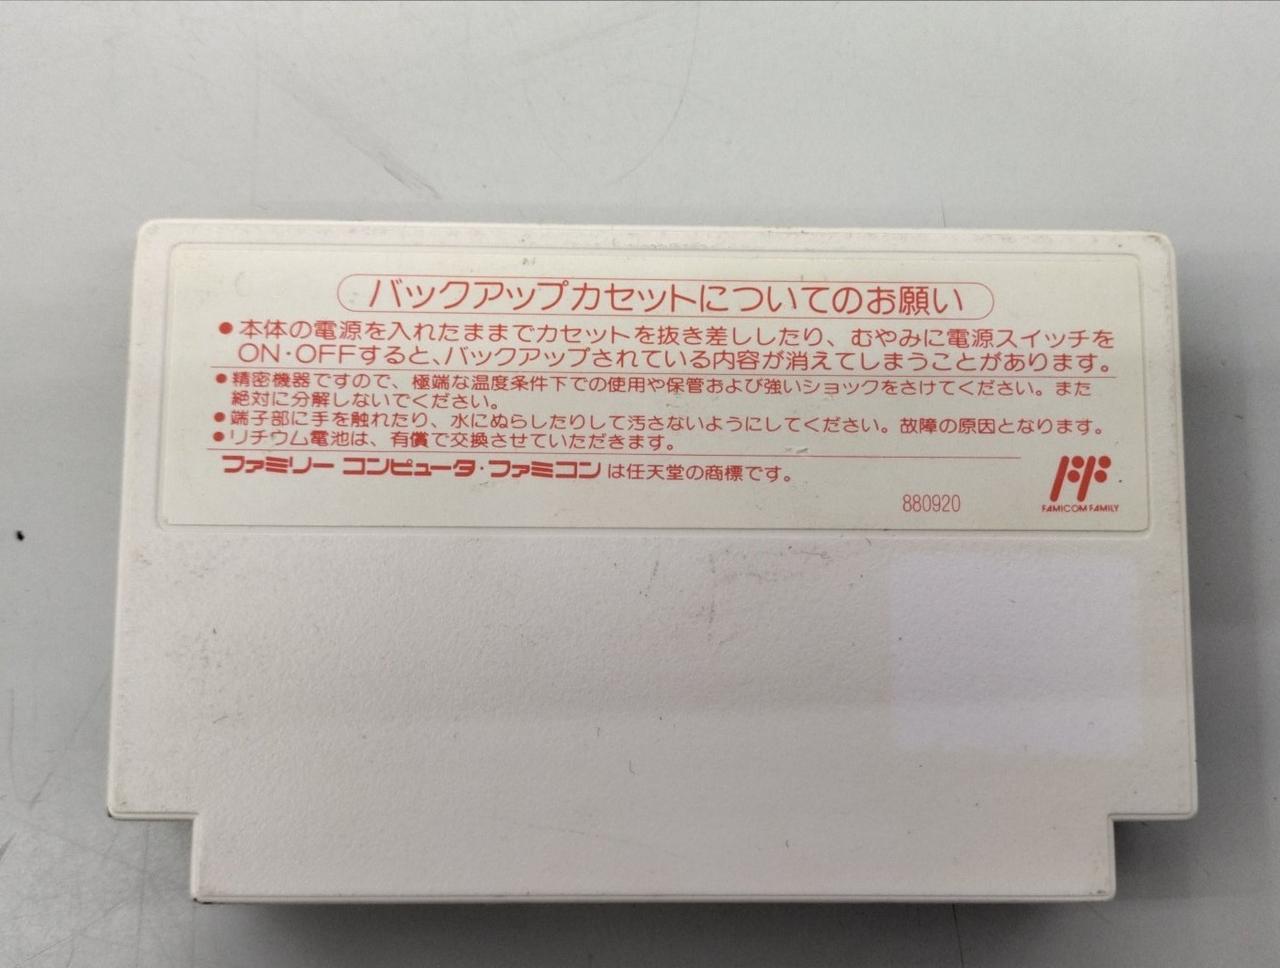 バックアップカセットについてのお願い
●本体の電源を入れたままでカセットを抜き差ししたり、むやみに電源スイッチを
ON・OFFすると、バックアップされている内容が消えてしまうことがあります。
●精密機器ですので、極端な温度条件下での使用や保管および強いショックをさけてください。また
絶対に分解しないでください。
●端子部に手を触れたり、水にぬらしたりして汚さないようにしてください。故障の原因となります。
●リチウム電池は、有償で交換させていただきます。
ファミリー コンピュータ・ファミコンは任天堂の商標です。
880920
FAMICOM FAMILY